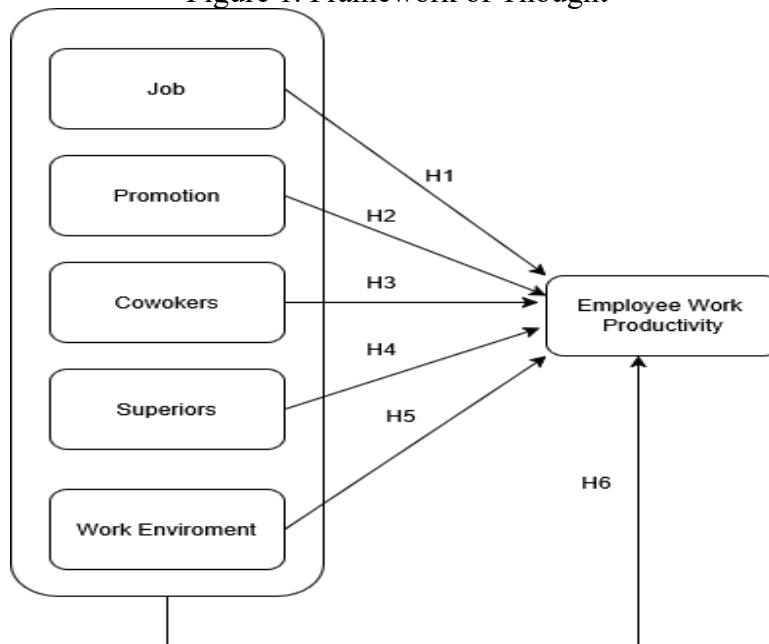 Figure 1. Framework of Thought
Job
H1
Promotion
H2
Cowokers
H3
Employee Work
Productivity
Superiors
H4
H5
Work Enviroment
H6